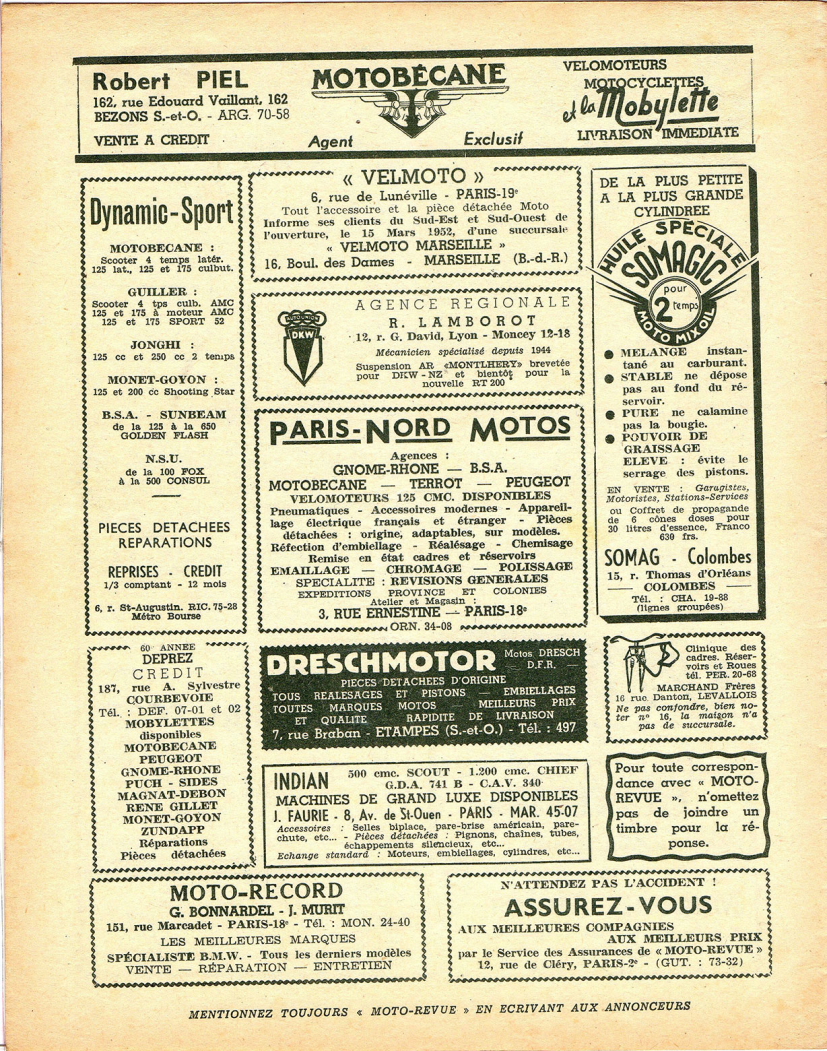 Robert PIEL
162, rue Edouard Vaillant, 162
BEZONS S.-et-O. - ARG. 70-58
VENTE A CREDIT
MOTOBÉCANE
Agent Exclusif
VELOMOTEURS
MOTOCYCLETTES
et la Mobylette
LIVRAISON IMMEDIATE
Dynamic-Sport
MOTOBECANE :
Scooter 4 temps latér.
125 lat., 125 et 175 culbut.
GUILLER :
Scooter 4 tps culb. AMC
125 et 175 à moteur AMC
125 et 175 SPORT 52
JONGHI :
125 cc et 250 cc 2 temps
MONET-GOYON :
125 et 200 cc Shooting Star
B.S.A. - SUNBEAM
de la 125 à la 650
GOLDEN FLASH
N.S.U.
de la 100 FOX
à la 500 CONSUL
PIECES DETACHEES
REPARATIONS
REPRISES - CREDIT
1/3 comptant - 12 mois
6, r. St-Augustin. RIC. 75-28
Métro Bourse
« VELMOTO »
6, rue de Lunéville - PARIS-19e
Tout l'accessoire et la pièce détachée Moto
Informe ses clients du Sud-Est et Sud-Ouest de
l'ouverture, le 15 Mars 1952, d'une succursale
« VELMOTO MARSEILLE »
16, Boul. des Dames - MARSEILLE (B.-d.-R.)
AUTO UNION
DKW
AGENCE REGIONALE
R. LAMBOROT
12, r. G. David, Lyon - Moncey 12-18
Mécanicien spécialisé depuis 1944
Suspension AR «MONTLHERY» brevetée
pour DKW-NZ et bientôt pour la
nouvelle RT 200
PARIS-NORD MOTOS
Agences :
GNOME-RHONE — B.S.A.
MOTOBECANE — TERROT — PEUGEOT
VELOMOTEURS 125 CMC. DISPONIBLES
Pneumatiques - Accessoires modernes - Appareil-
lage électrique français et étranger - Pièces
détachées : origine, adaptables, sur modèles.
Réfection d'embiellage - Réalésage - Chemisage
Remise en état cadres et réservoirs
EMAILLAGE — CHROMAGE — POLISSAGE
SPECIALITE : REVISIONS GENERALES
EXPEDITIONS PROVINCE ET COLONIES
Atelier et Magasin :
3, RUE ERNESTINE — PARIS-18e
ORN. 34-08
DE LA PLUS PETITE
A LA PLUS GRANDE
CYLINDREE
HUILE SPÉCIALE
SOMAGIC
pour
2 temps
MOTO MIXOIL
● MELANGE instan-
tané au carburant.
● STABLE ne dépose
pas au fond du ré-
servoir.
● PURE ne calamine
pas la bougie.
● POUVOIR DE
GRAISSAGE
ELEVE : évite le
serrage des pistons.
EN VENTE : Garagistes,
Motoristes, Stations-Services
ou Coffret de propagande
de 6 cônes doses pour
30 litres d'essence, Franco
639 frs.
SOMAG - Colombes
15, r. Thomas d'Orléans
— COLOMBES —
Tél. : CHA. 19-88
(lignes groupées)
60e ANNEE
DEPREZ
CREDIT
187, rue A. Sylvestre
COURBEVOIE
Tél. : DEF. 07-01 et 02
MOBYLETTES
disponibles
MOTOBECANE
PEUGEOT
GNOME-RHONE
PUCH - SIDES
MAGNAT-DEBON
RENE GILLET
MONET-GOYON
ZUNDAPP
Réparations
Pièces détachées
DRESCHMOTOR
Motos DRESCH
— D.F.R. —
PIECES DETACHEES D'ORIGINE
TOUS REALESAGES ET PISTONS — EMBIELLAGES
TOUTES MARQUES MOTOS MEILLEURS PRIX
ET QUALITE RAPIDITE DE LIVRAISON
7, rue Braban - ETAMPES (S.-et-O.) - Tél. : 497
Clinique des
cadres. Réser-
voirs et Roues
tél. PER. 20-68
MARCHAND Frères
16 rue Danton, LEVALLOIS
Ne pas confondre, bien no-
ter n° 16, la maison n'a
pas de succursale.
INDIAN
500 cmc. SCOUT - 1.200 cmc. CHIEF
G.D.A. 741 B - C.A.V. 340
MACHINES DE GRAND LUXE DISPONIBLES
J. FAURIE - 8, Av. de St-Ouen - PARIS - MAR. 45-07
Accessoires : Selles biplace, pare-brise américain, pare-
chute, etc... - Pièces détachées : Pignons, chaînes, tubes,
échappements silencieux, etc...
Echange standard : Moteurs, embiellages, cylindres, etc...
Pour toute correspon-
dance avec « MOTO-
REVUE », n'omettez
pas de joindre un
timbre pour la ré-
ponse.
MOTO-RECORD
G. BONNARDEL - J. MURIT
151, rue Marcadet - PARIS-18e - Tél. : MON. 24-40
LES MEILLEURES MARQUES
SPÉCIALISTE B.M.W. - Tous les derniers modèles
VENTE — RÉPARATION — ENTRETIEN
N'ATTENDEZ PAS L'ACCIDENT !
ASSUREZ-VOUS
AUX MEILLEURES COMPAGNIES
AUX MEILLEURS PRIX
par le Service des Assurances de « MOTO-REVUE »
12, rue de Cléry, PARIS-2e - (GUT. : 73-32)
MENTIONNEZ TOUJOURS « MOTO-REVUE » EN ECRIVANT AUX ANNONCEURS